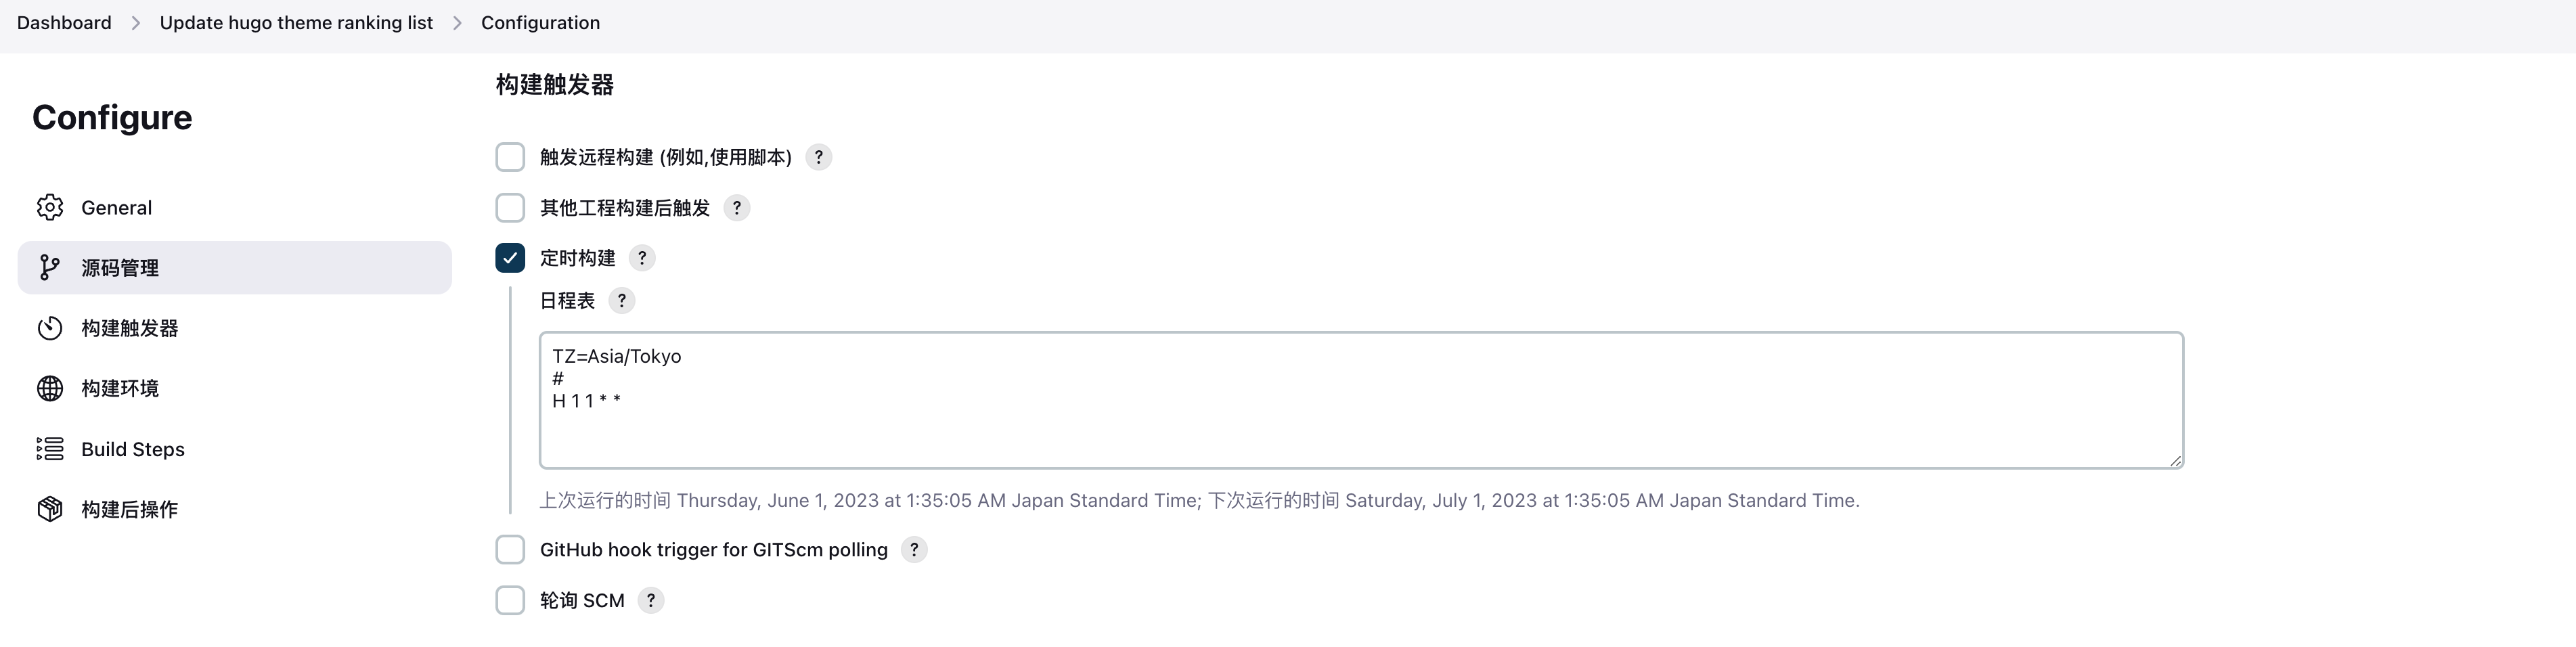 Dashboard > Update hugo theme ranking list > Configuration
Configure
General
源码管理
构建触发器
构建环境
Build Steps
构建后操作
构建触发器
触发远程构建 (例如,使用脚本) ?
其他工程构建后触发 ?
定时构建 ?
日程表 ?
TZ=Asia/Tokyo
#
H 1 1 * *
上次运行的时间 Thursday, June 1, 2023 at 1:35:05 AM Japan Standard Time; 下次运行的时间 Saturday, July 1, 2023 at 1:35:05 AM Japan Standard Time.
GitHub hook trigger for GITScm polling ?
轮询 SCM ?